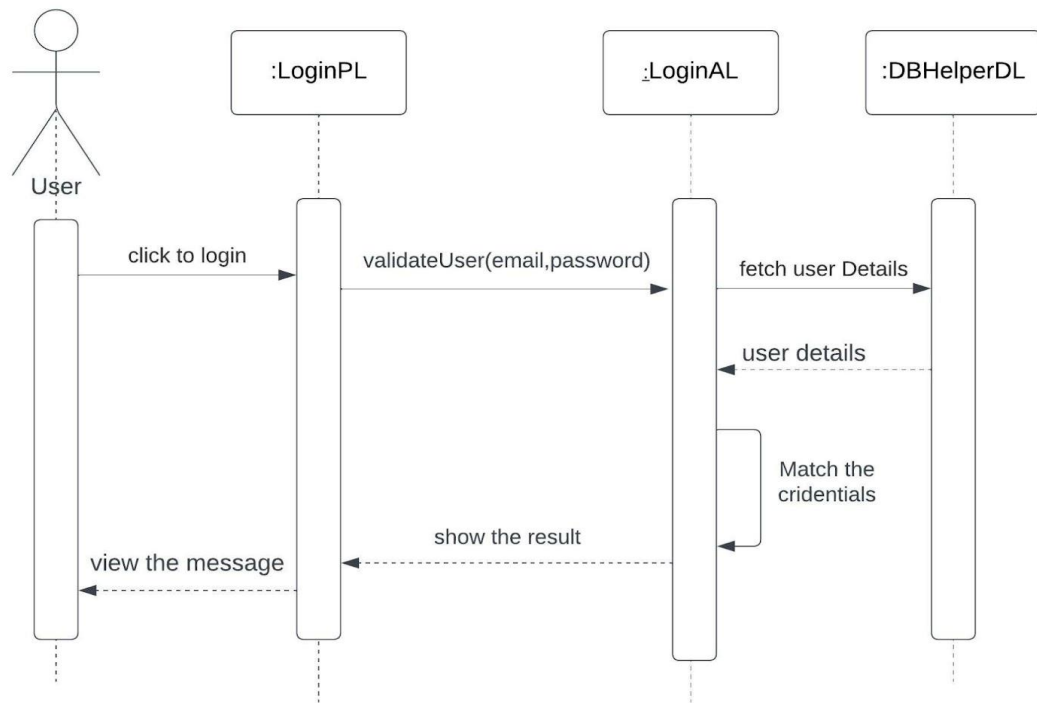 :LoginPL
:LoginAL
:DBHelperDL
User
click to login
validateUser(email,password)
fetch user Details
user details
Match the
cridentials
show the result
view the message